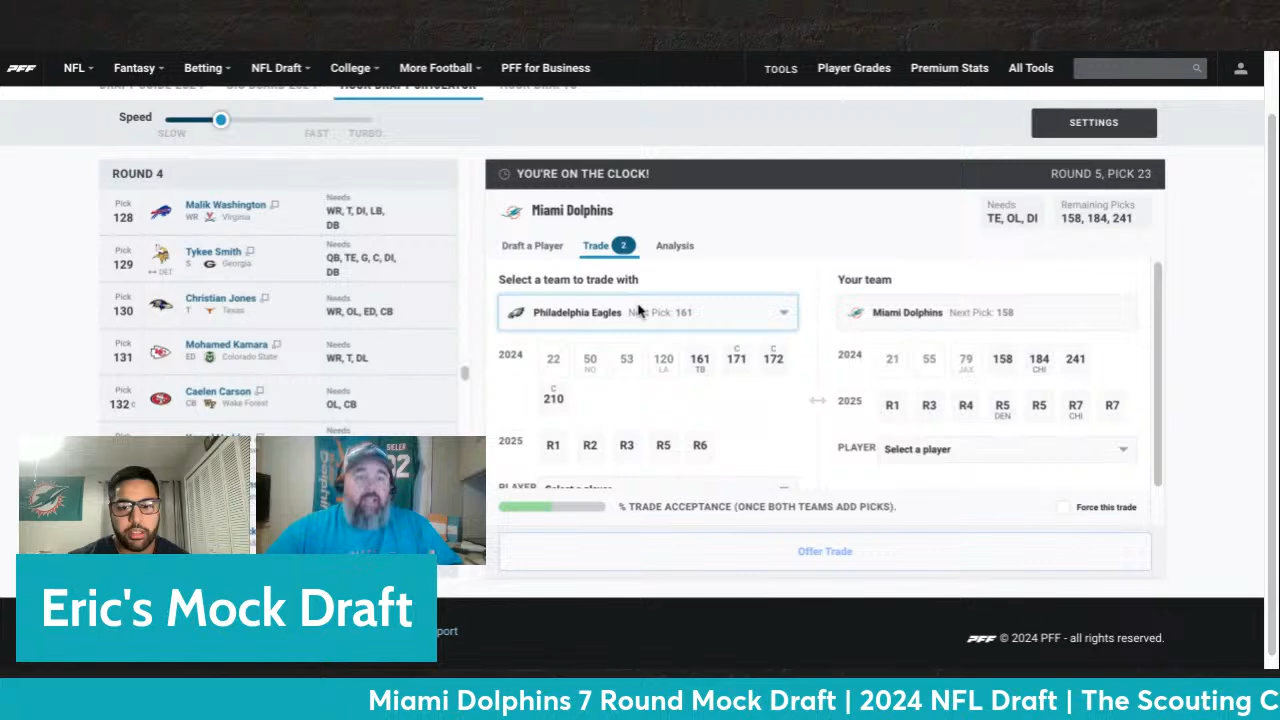 PFF NFL Fantasy Betting NFL Draft College More Football PFF for Business TOOLS Player Grades Premium Stats All Tools
Speed
SLOW FAST TURBO
SETTINGS
ROUND 4
Pick 128
Malik Washington
WR Virginia
Needs
WR, T, DI, LB,
DB
Pick 129
DET
Tykee Smith
S Georgia
Needs
QB, TE, G, C, DI,
DB
Pick 130
Christian Jones
T Texas
Needs
WR, OL, ED, CB
Pick 131
Mohamed Kamara
ED Colorado State
Needs
WR, T, DL
Pick 132 C
Caelen Carson
CB Wake Forest
Needs
OL, CB
YOU'RE ON THE CLOCK! ROUND 5, PICK 23
Miami Dolphins
Needs
TE, OL, DI
Remaining Picks
158, 184, 241
Draft a Player Trade 2 Analysis
Select a team to trade with
Philadelphia Eagles Pick: 161
2024 22 50 53 120 161 171 172
NO LA TB C C
C
210
2025 R1 R2 R3 R5 R6
PLAYER Select a player
Your team
Miami Dolphins Next Pick: 158
2024 21 55 79 158 184 241
JAX CHI
2025 R1 R3 R4 R5 R5 R7 R7
DEN CHI
PLAYER Select a player
% TRADE ACCEPTANCE (ONCE BOTH TEAMS ADD PICKS).
Force this trade
Offer Trade
SIELER
Eric's Mock Draft
port
PFF © 2024 PFF - all rights reserved.
Miami Dolphins 7 Round Mock Draft | 2024 NFL Draft | The Scouting C